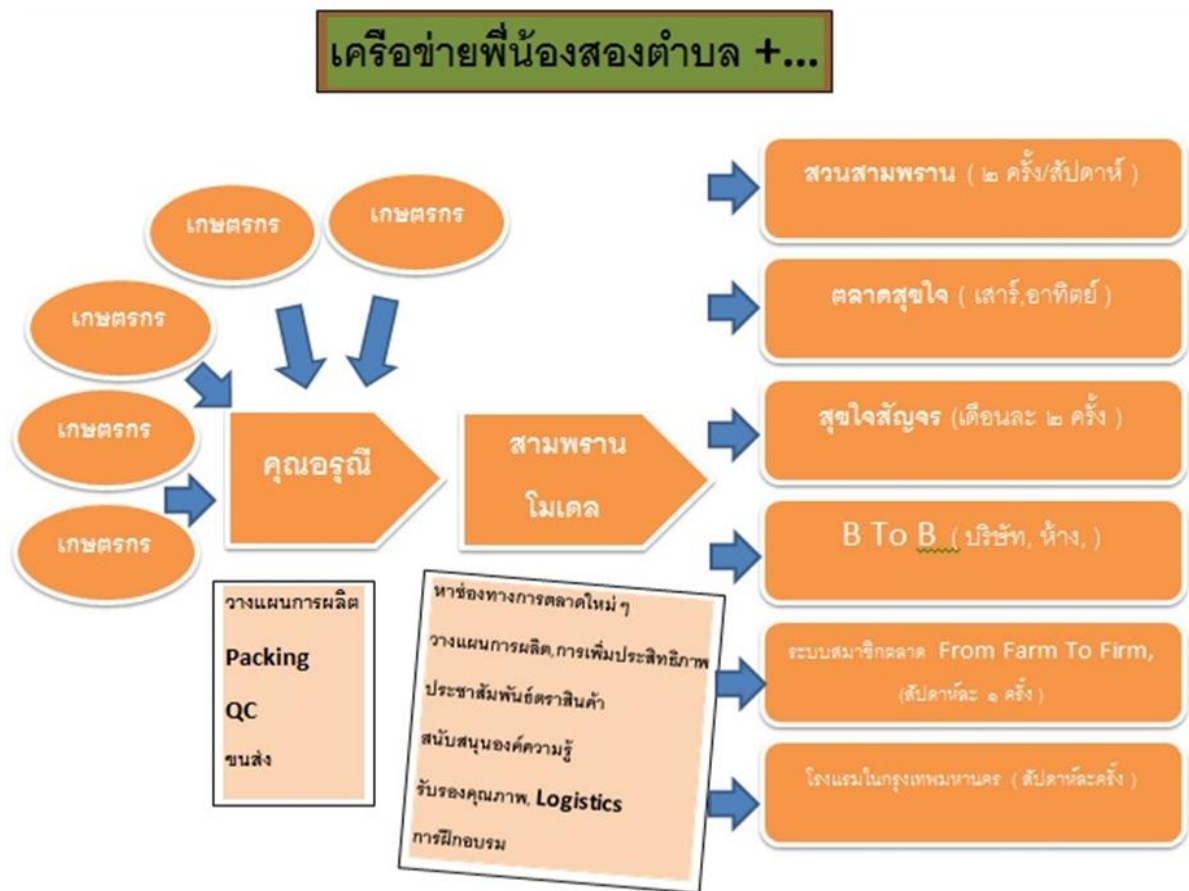 เครือข่ายพี่น้องสองตำบล +...
เกษตรกร
เกษตรกร
เกษตรกร
เกษตรกร
เกษตรกร
คุณอรุณี
สามพราน
โมเดล
วางแผนการผลิต
Packing
QC
ขนส่ง
หาช่องทางการตลาดใหม่ ๆ
วางแผนการผลิต,การเพิ่มประสิทธิภาพ
ประชาสัมพันธ์ตราสินค้า
สนับสนุนองค์ความรู้
รับรองคุณภาพ, Logistics
การฝึกอบรม
สวนสามพราน ( ๒ ครั้ง/สัปดาห์ )
ตลาดสุขใจ ( เสาร์,อาทิตย์ )
สุขใจสัญจร (เดือนละ ๒ ครั้ง )
B To B ( บริษัท, ห้าง, )
ระบบสมาชิกตลาด From Farm To Firm,
(สัปดาห์ละ ๑ ครั้ง )
โรงแรมในกรุงเทพมหานคร ( สัปดาห์ละครั้ง )